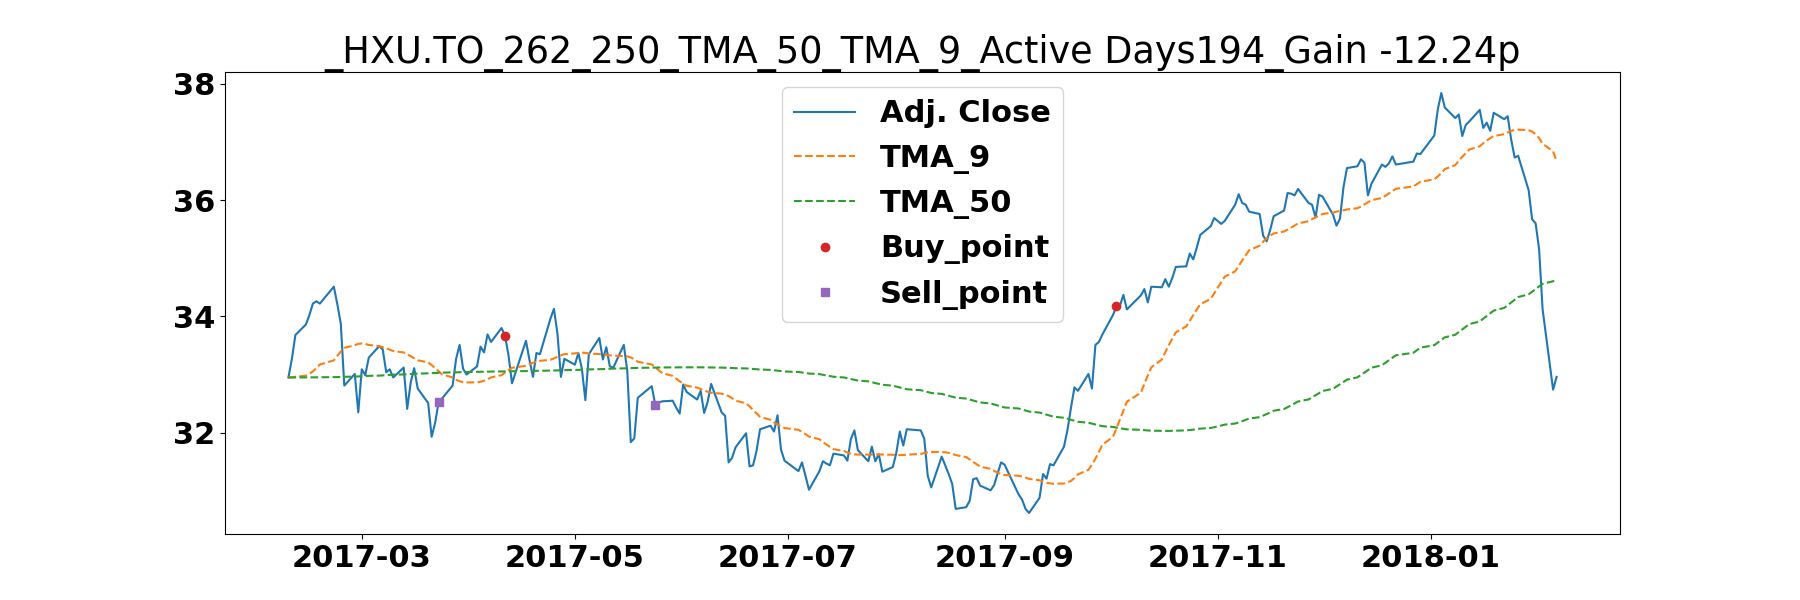 _HXU.TO_262_250_TMA_50_TMA_9_Active Days194_Gain -12.24p
38
36
34
32
Adj. Close
TMA_9
TMA_50
Buy_point
Sell_point
2017-03 2017-05 2017-07 2017-09 2017-11 2018-01